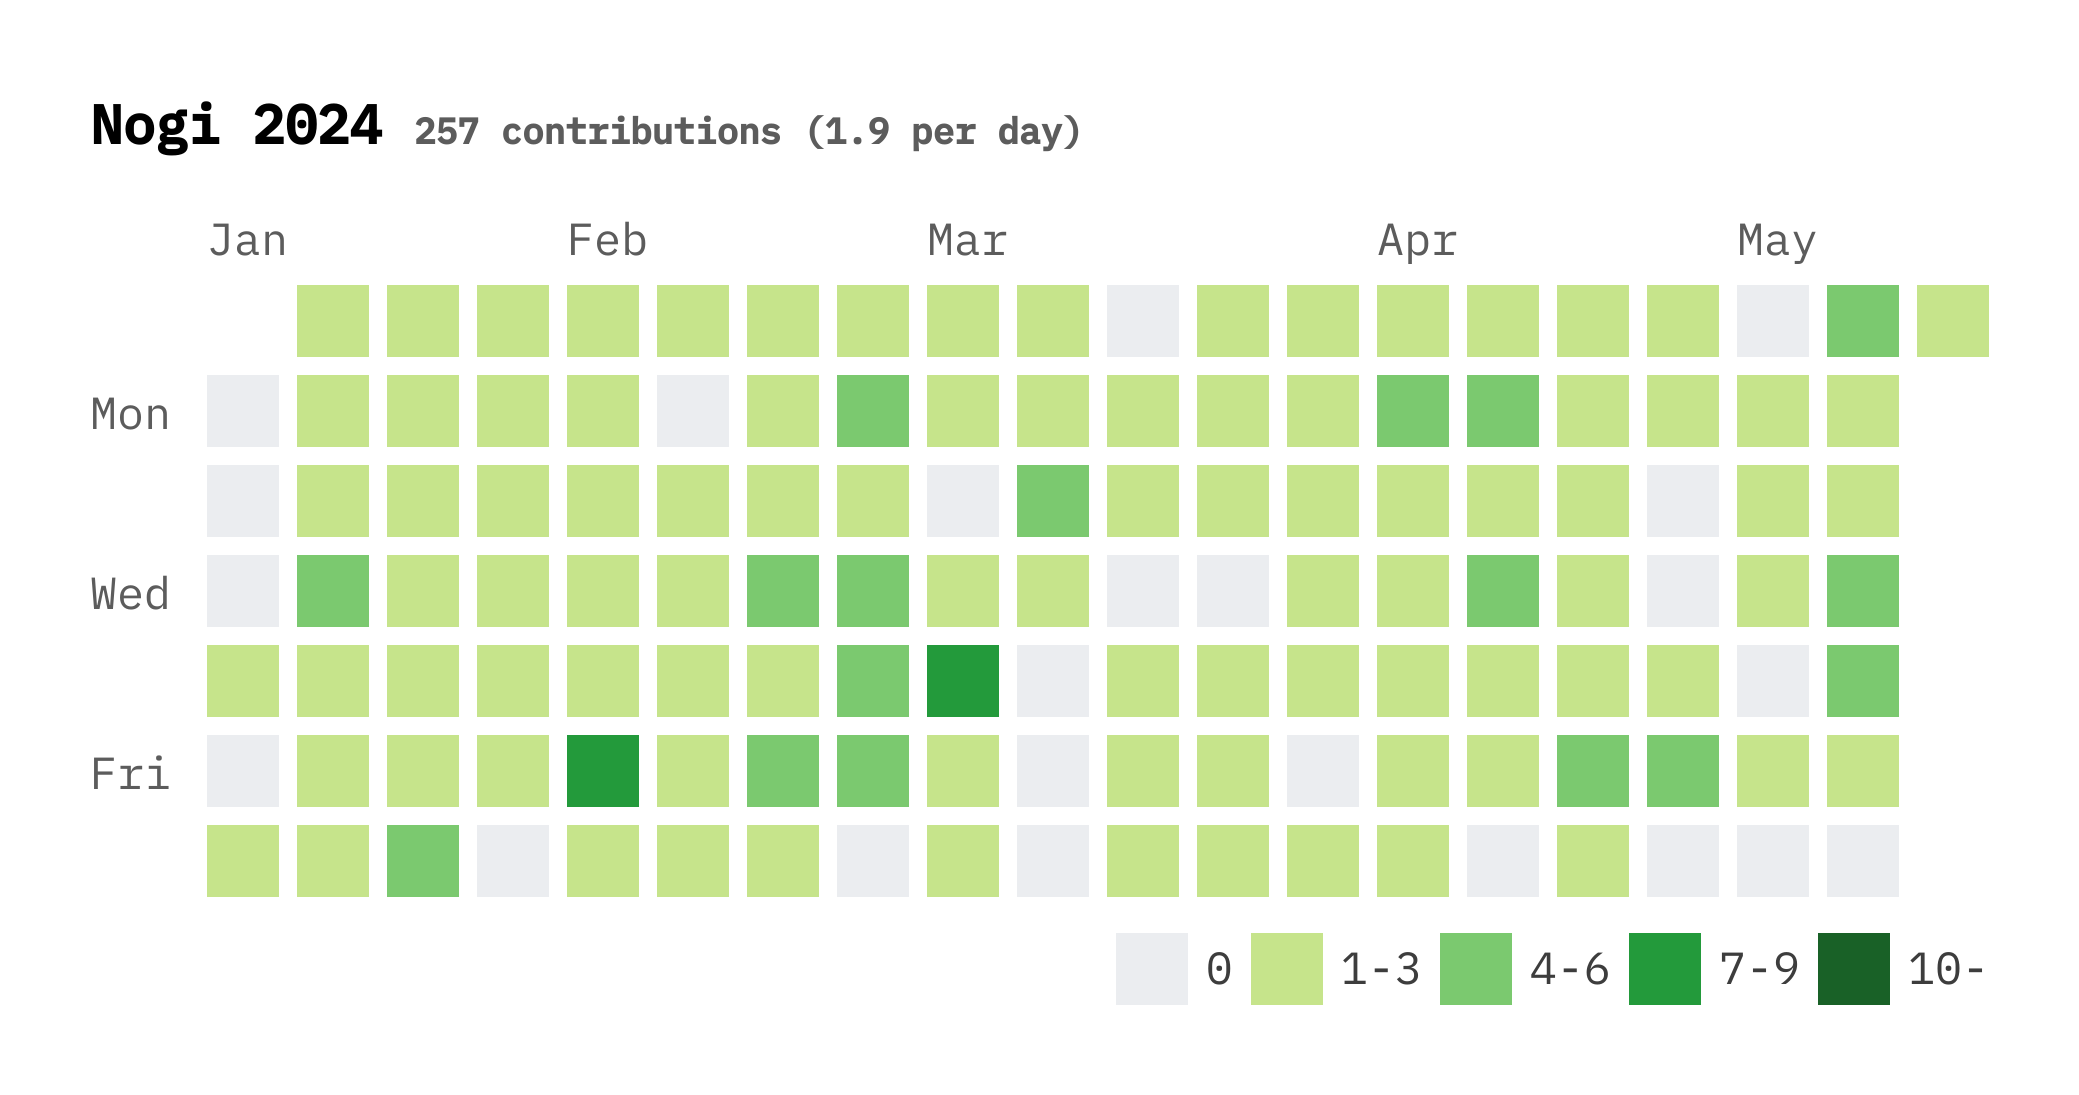 Nogi 2024 257 contributions (1.9 per day)
Jan Feb Mar Apr May
Mon
Wed
Fri
0 1-3 4-6 7-9 10-